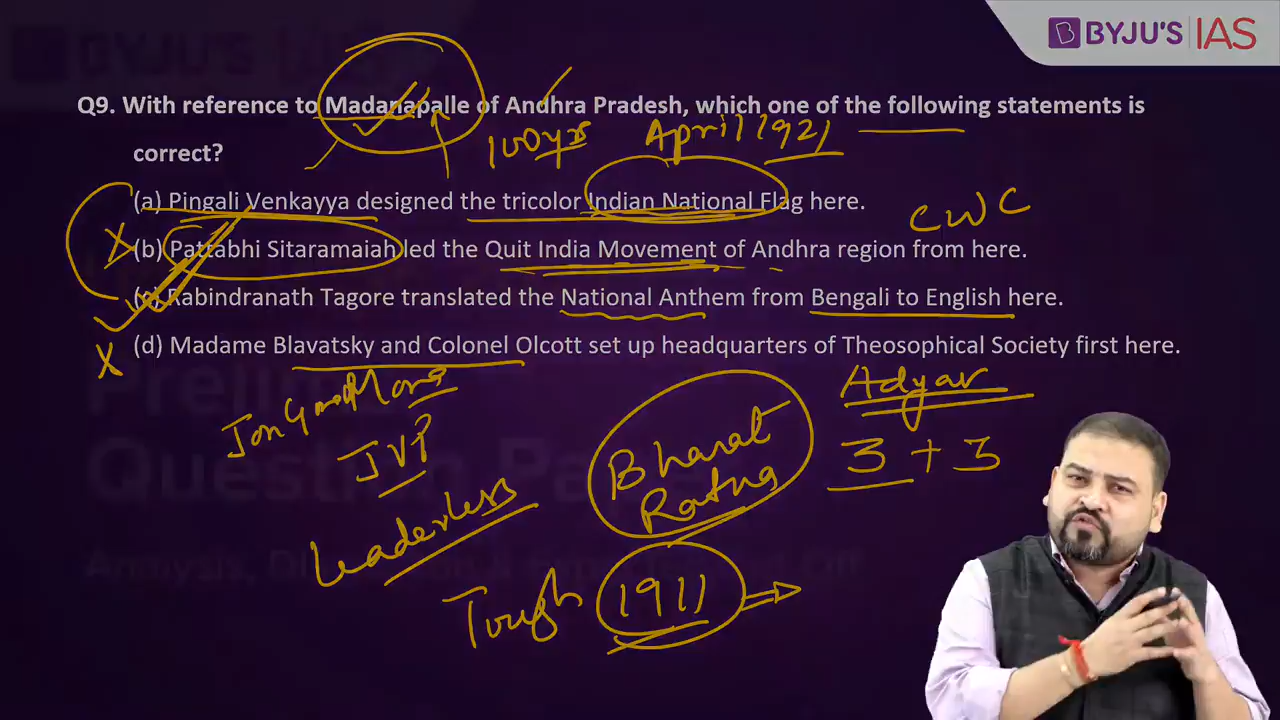 BYJU'S IAS
Q9. With reference to Madanapalle of Andhra Pradesh, which one of the following statements is
100yrs April 1921
correct?
(a) Pingali Venkayya designed the tricolor Indian National Flag here.
CWC
(b) Pattabhi Sitaramaiah led the Quit India Movement of Andhra region from here.
(c) Rabindranath Tagore translated the National Anthem from Bengali to English here.
(d) Madame Blavatsky and Colonel Olcott set up headquarters of Theosophical Society first here.
Adyar
JVP
Bharat
Ratna
3 + 3
Leaderless
Tough 1911